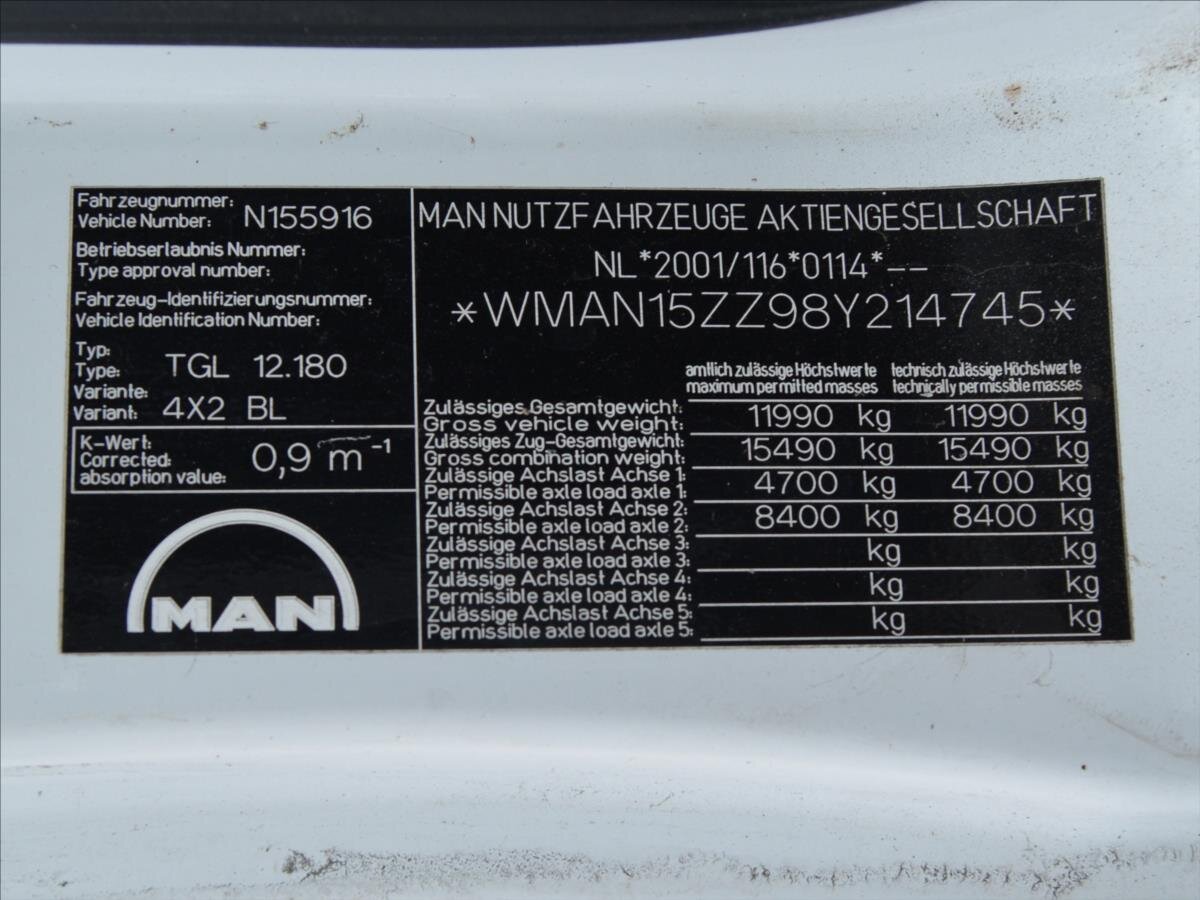 Fahrzeugnummer:
Vehicle Number: N155916
Betriebserlaubnis Nummer:
Type approval number:
Fahrzeug-Identifizierungsnummer:
Vehicle Identification Number:
Typ:
Type: TGL 12.180
Variante:
Variant: 4X2 BL
K-Wert:
Corrected: 0,9 m⁻¹
absorption value:
MAN
MAN NUTZFAHRZEUGE AKTIENGESELLSCHAFT
NL*2001/116*0114*--
*WMAN15ZZ98Y214745*
amtlich zulässige Höchstwerte technisch zulässige Höchstwerte
maximum permitted masses technically permissible masses
Zulässiges Gesamtgewicht:
Gross vehicle weight: 11990 kg 11990 kg
Zulässiges Zug-Gesamtgewicht:
Gross combination weight: 15490 kg 15490 kg
Zulässige Achslast Achse 1:
Permissible axle load axle 1: 4700 kg 4700 kg
Zulässige Achslast Achse 2:
Permissible axle load axle 2: 8400 kg 8400 kg
Zulässige Achslast Achse 3:
Permissible axle load axle 3: kg kg
Zulässige Achslast Achse 4:
Permissible axle load axle 4: kg kg
Zulässige Achslast Achse 5:
Permissible axle load axle 5: kg kg